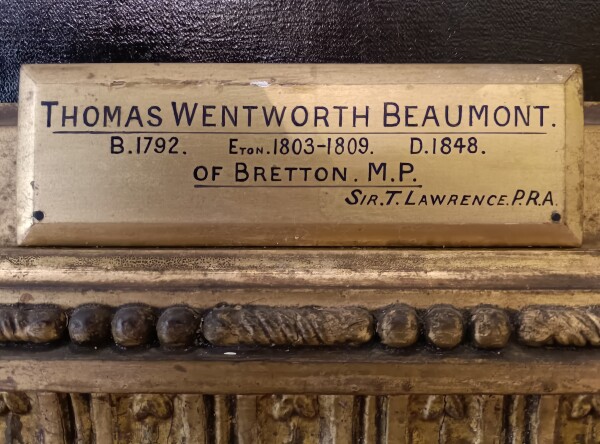 THOMAS WENTWORTH BEAUMONT.
B.1792. ETON.1803-1809. D.1848.
OF BRETTON. M.P.
SIR.T.LAWRENCE.P.R.A.